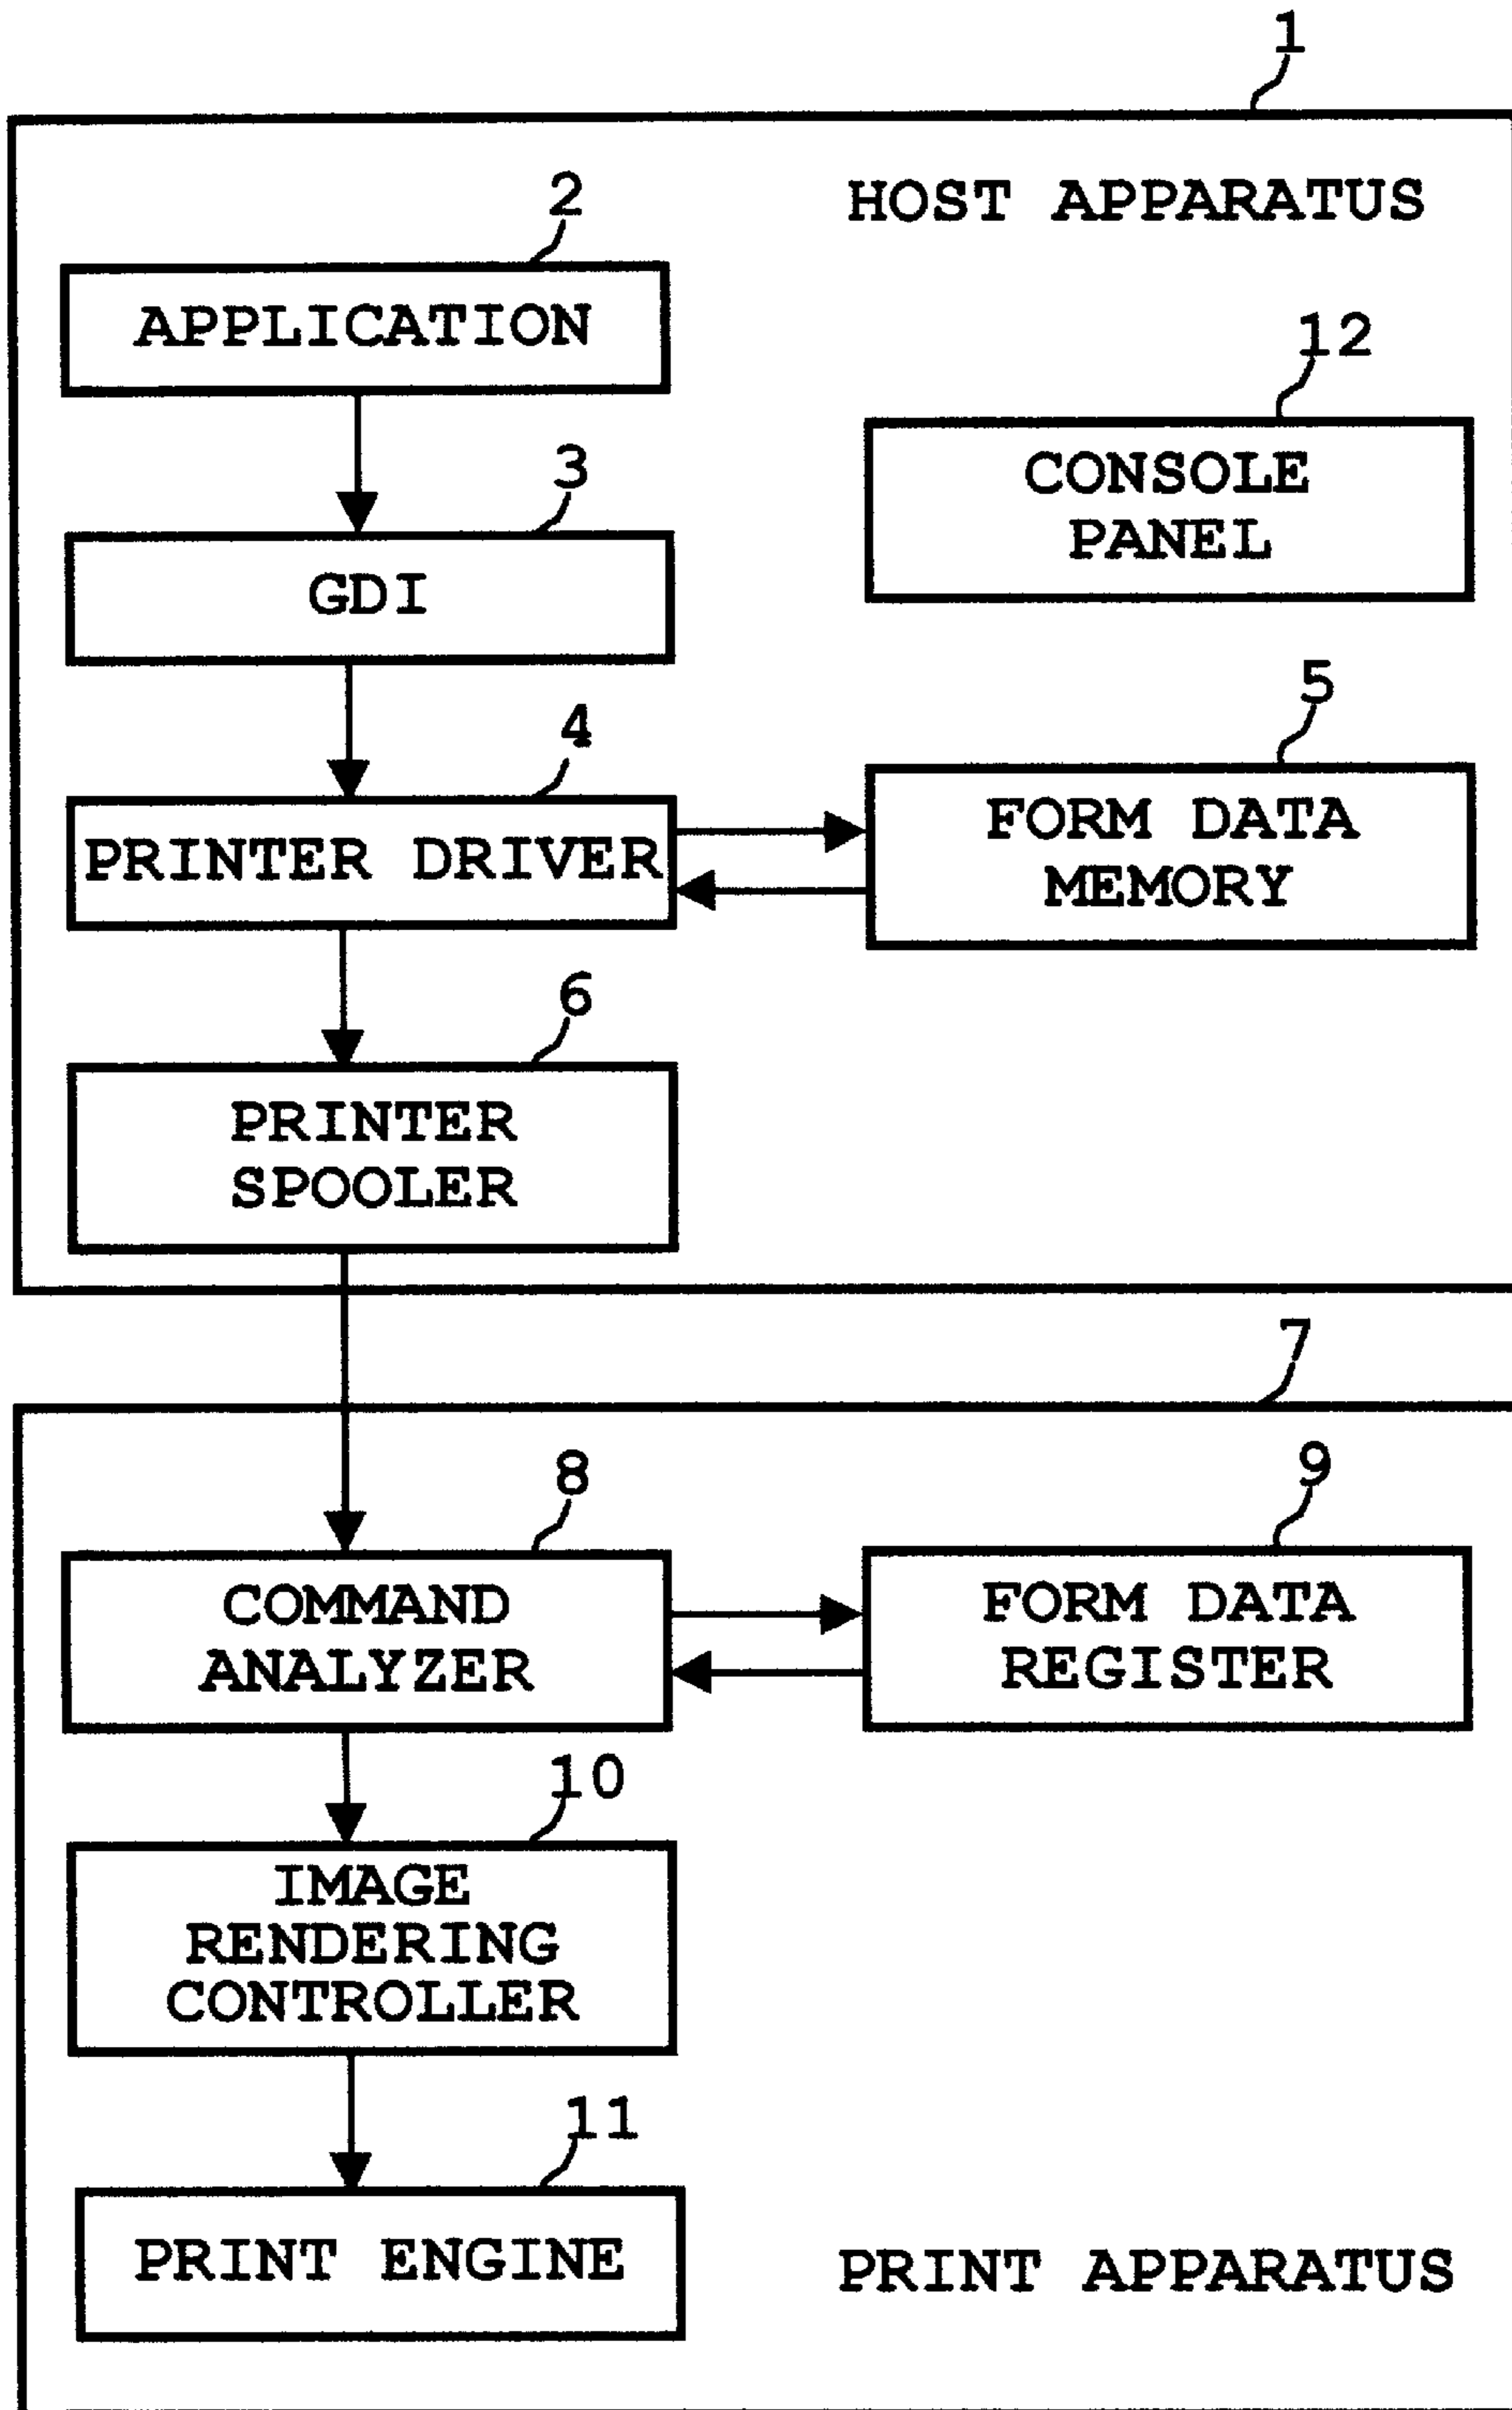 1
HOST APPARATUS
2
APPLICATION
12
CONSOLE
PANEL
3
GDI
4
PRINTER DRIVER
5
FORM DATA
MEMORY
6
PRINTER
SPOOLER
7
8
COMMAND
ANALYZER
9
FORM DATA
REGISTER
10
IMAGE
RENDERING
CONTROLLER
11
PRINT ENGINE
PRINT APPARATUS